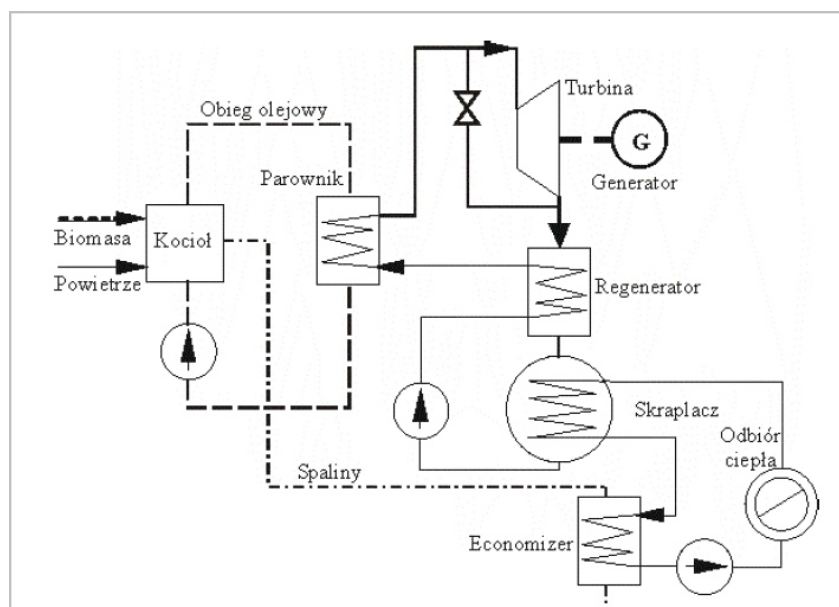 Turbina
Obieg olejowy
G
Parownik
Generator
Biomasa
Kocioł
Powietrze
Regenerator
Skraplacz
Odbiór
ciepła
Spaliny
Economizer